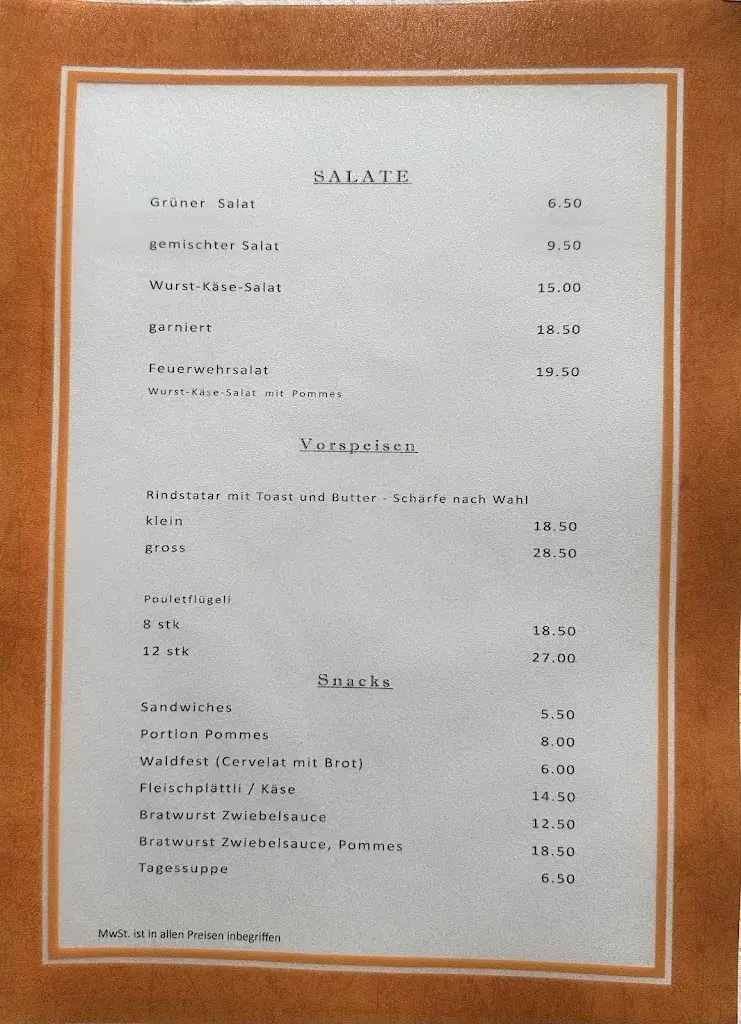 SALATE
Grüner Salat 6.50
gemischter Salat 9.50
Wurst-Käse-Salat 15.00
garniert 18.50
Feuerwehrsalat 19.50
Wurst-Käse-Salat mit Pommes
Vorspeisen
Rindstatar mit Toast und Butter - Schärfe nach Wahl
klein 18.50
gross 28.50
Pouletflügeli
8 stk 18.50
12 stk 27.00
Snacks
Sandwiches 5.50
Portion Pommes 8.00
Waldfest (Cervelat mit Brot) 6.00
Fleischplättli / Käse 14.50
Bratwurst Zwiebelsauce 12.50
Bratwurst Zwiebelsauce, Pommes 18.50
Tagessuppe 6.50
MwSt. ist in allen Preisen inbegriffen